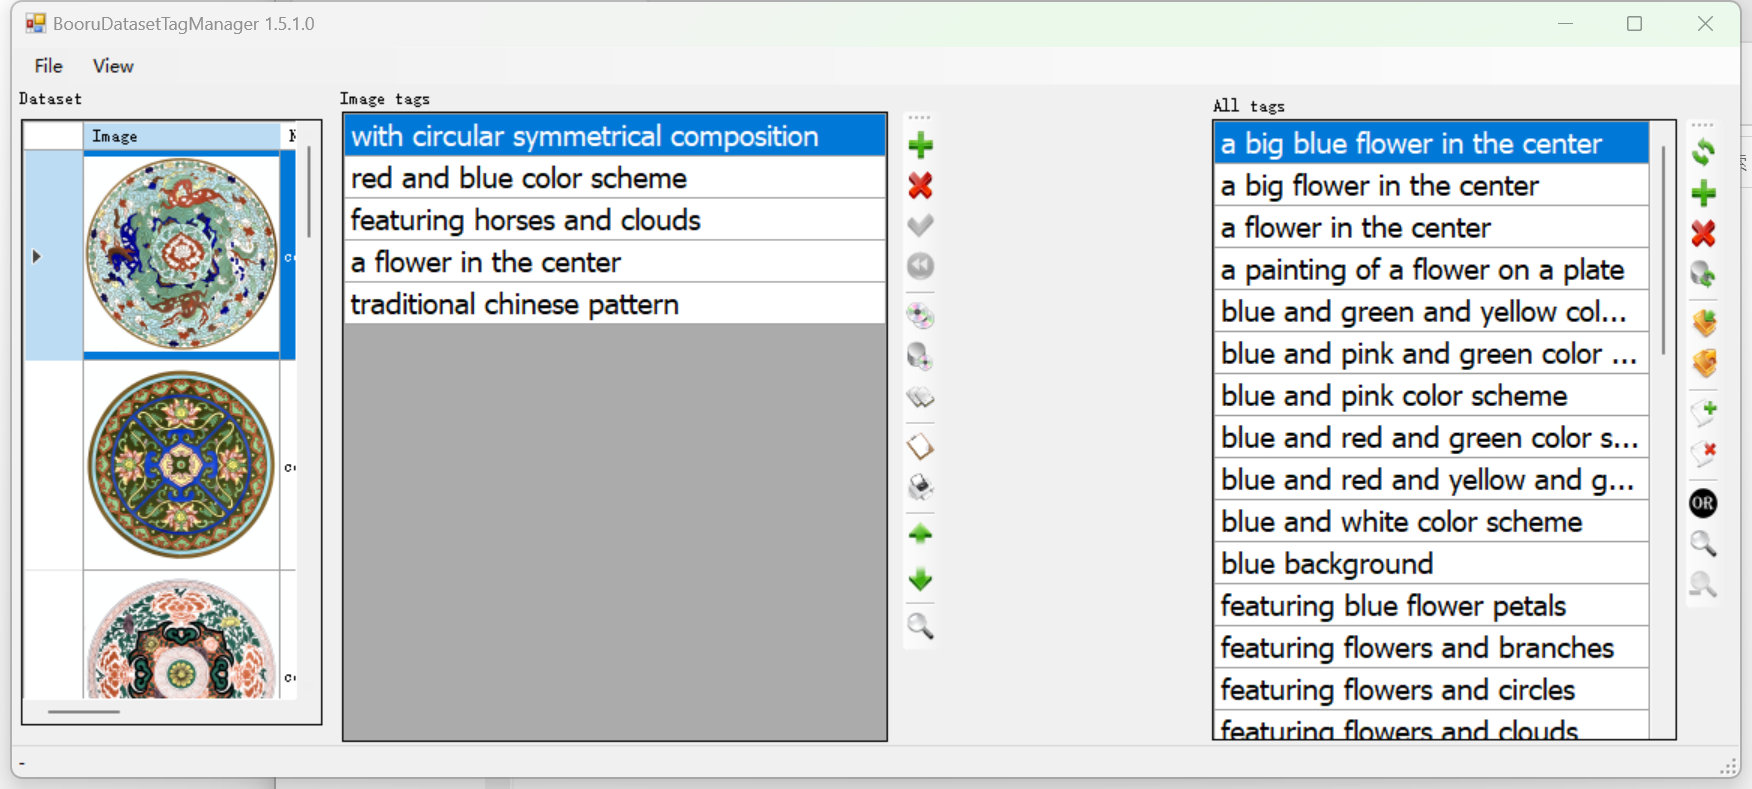 BooruDatasetTagManager 1.5.1.0
File View
Dataset
Image
Image tags
with circular symmetrical composition
red and blue color scheme
featuring horses and clouds
a flower in the center
traditional chinese pattern
All tags
a big blue flower in the center
a big flower in the center
a flower in the center
a painting of a flower on a plate
blue and green and yellow col...
blue and pink and green color ...
blue and pink color scheme
blue and red and green color s...
blue and red and yellow and g...
blue and white color scheme
blue background
featuring blue flower petals
featuring flowers and branches
featuring flowers and circles
featuring flowers and clouds
OR
-